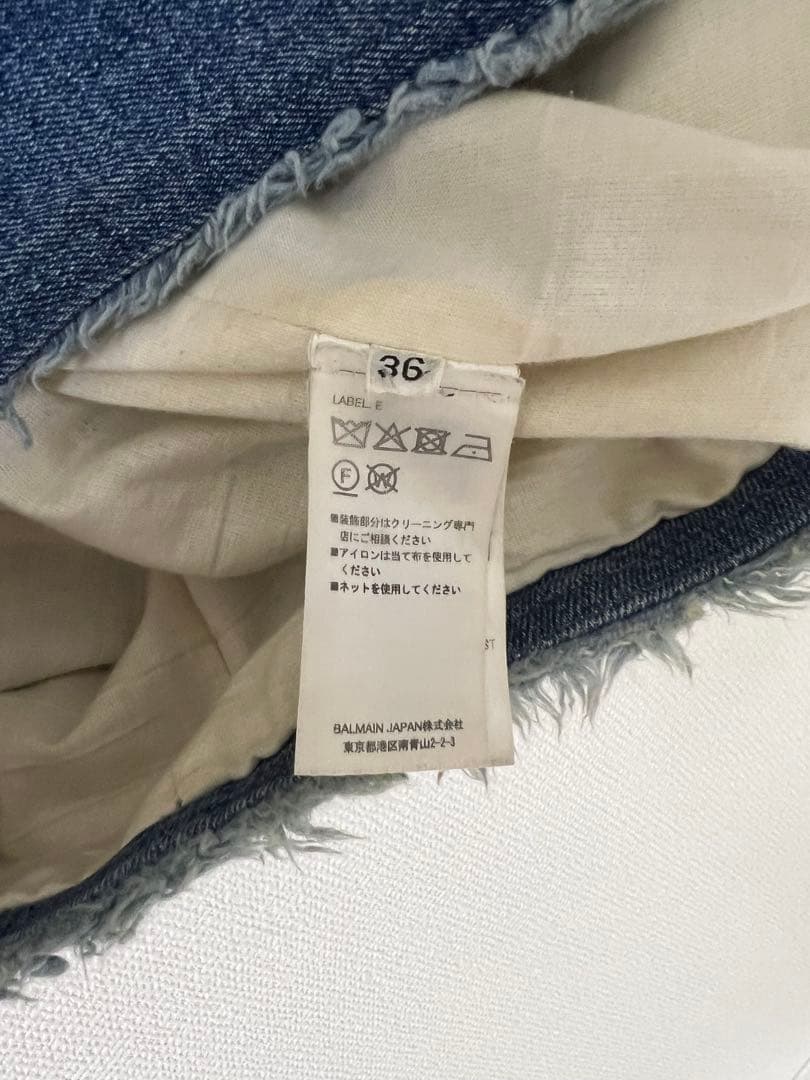 36
LABEL. E
F W
■装飾部分はクリーニング専門
店にご相談ください
■アイロンは当て布を使用して
ください
■ネットを使用してください
ST
BALMAIN JAPAN株式会社
東京都港区南青山2-2-3